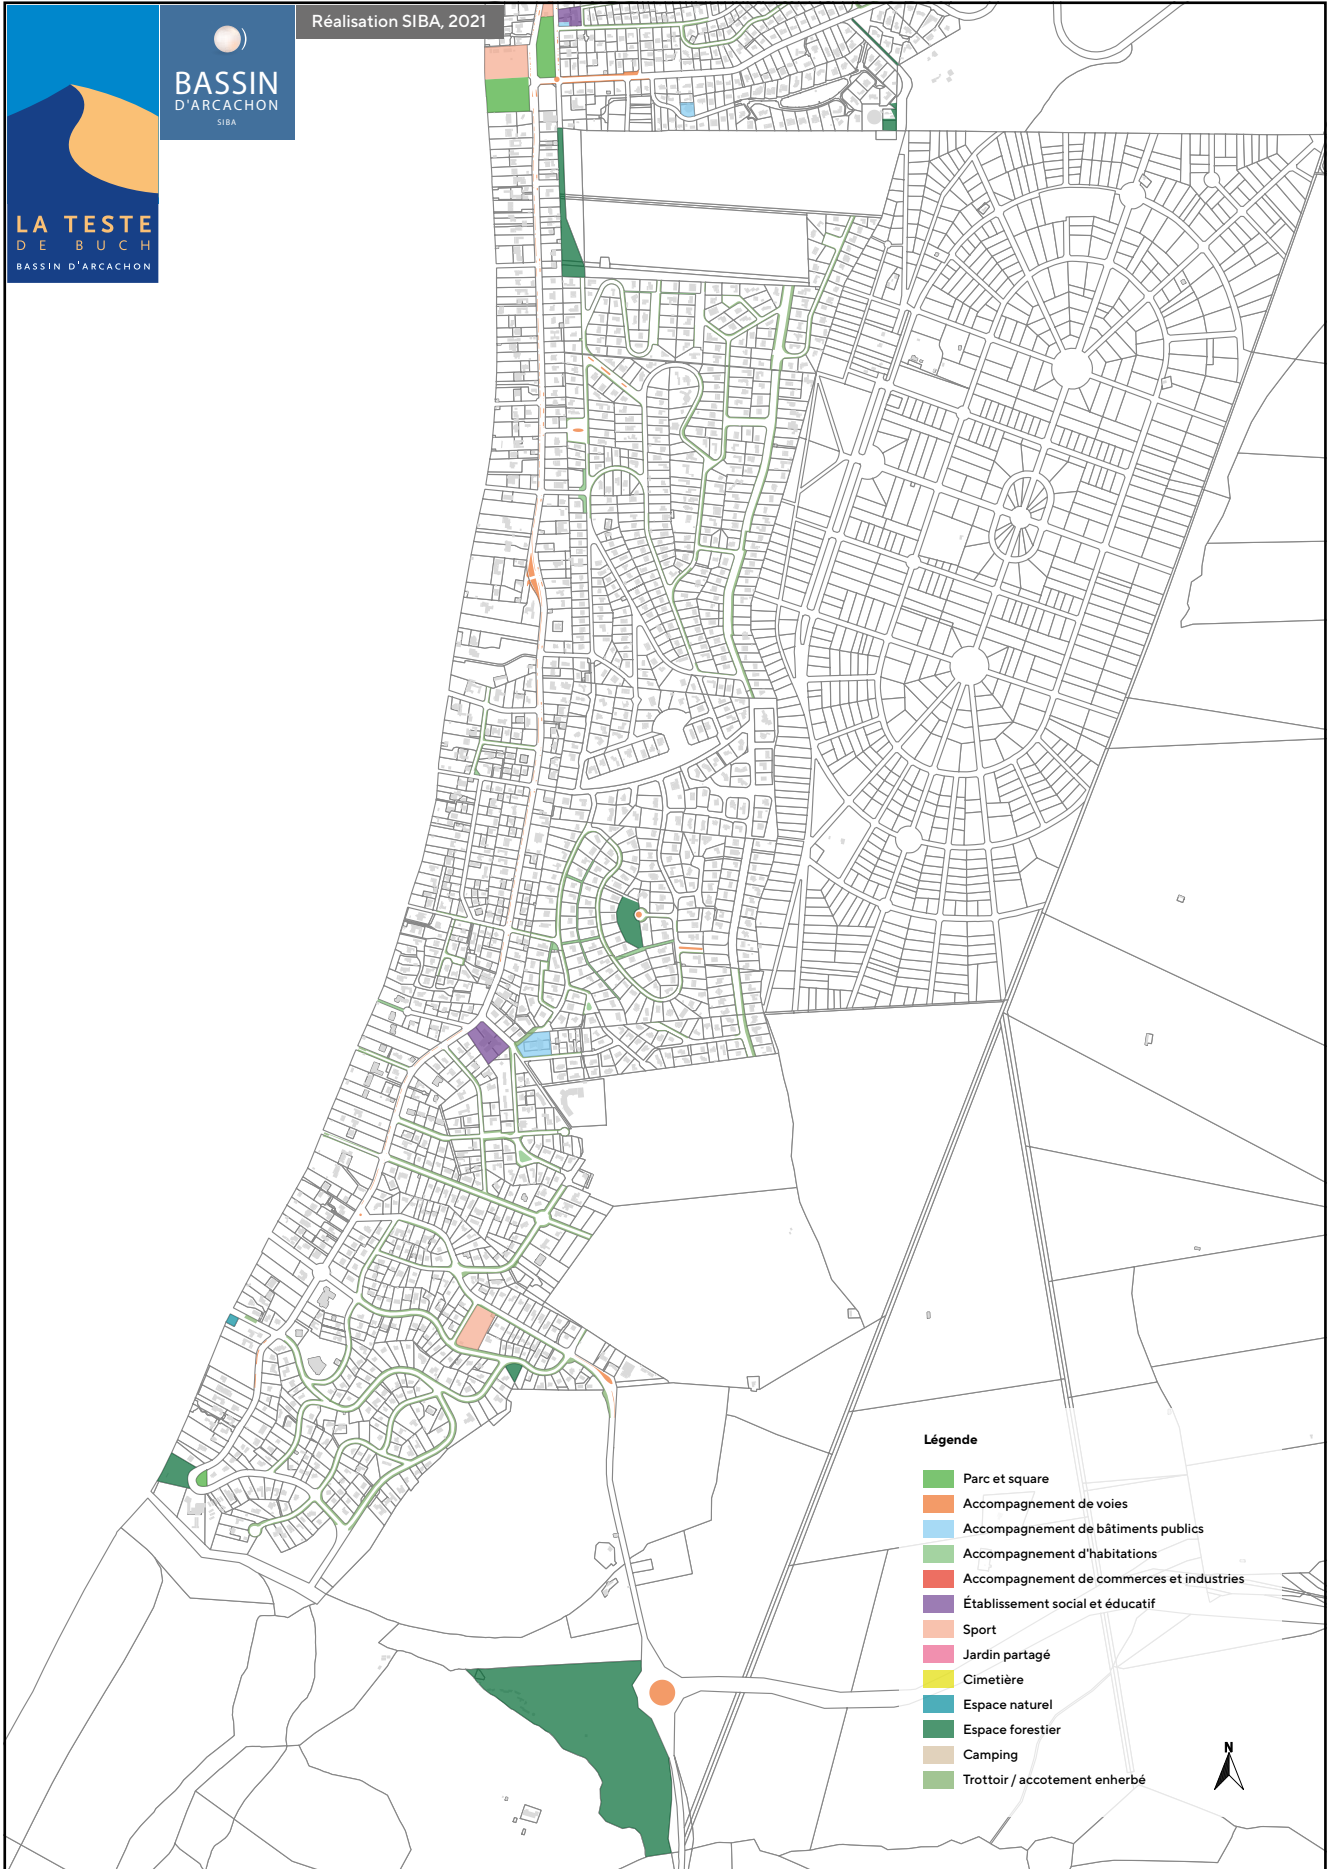 Réalisation SIBA, 2021
BASSIN
D'ARCACHON
SIBA
LA TESTE
DE BUCH
BASSIN D'ARCACHON
Légende
Parc et square
Accompagnement de voies
Accompagnement de bâtiments publics
Accompagnement d'habitations
Accompagnement de commerces et industries
Établissement social et éducatif
Sport
Jardin partagé
Cimetière
Espace naturel
Espace forestier
Camping
Trottoir / accotement enherbé
N